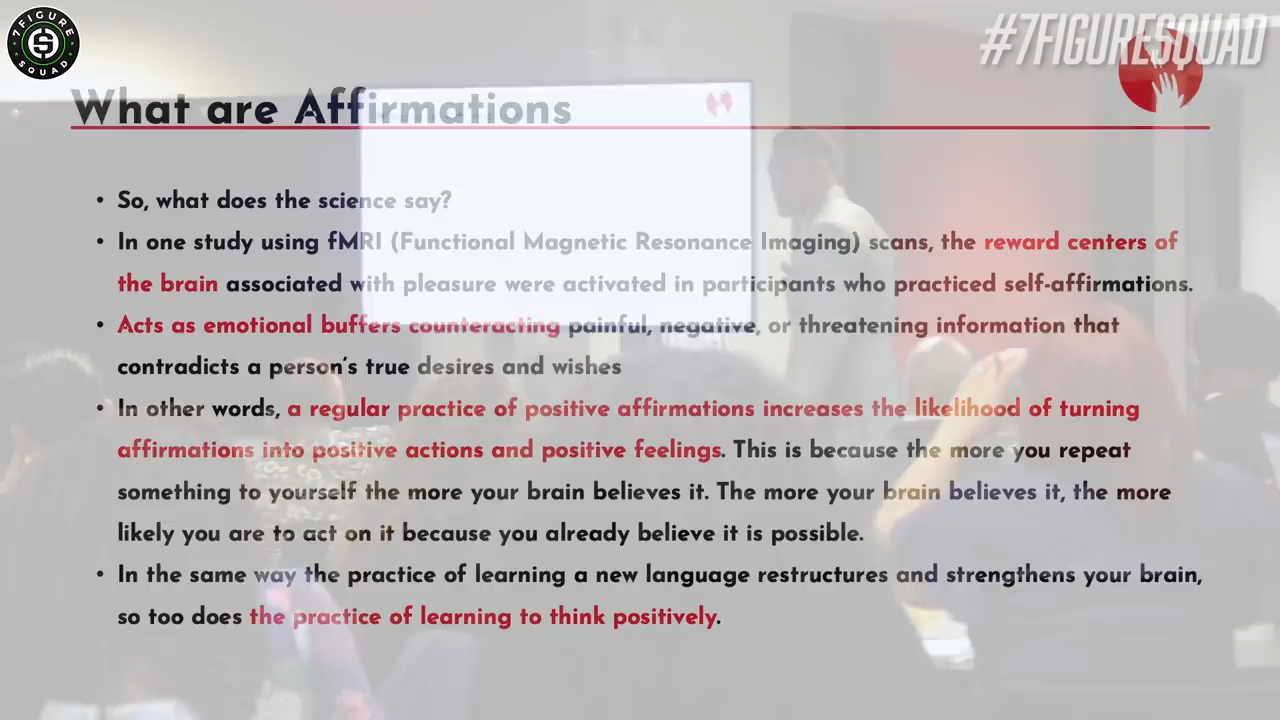 7FIGURE
SQUAD
#7FIGURESQUAD
What are Affirmations
• So, what does the science say?
• In one study using fMRI (Functional Magnetic Resonance Imaging) scans, the reward centers of
the brain associated with pleasure were activated in participants who practiced self-affirmations.
• Acts as emotional buffers counteracting painful, negative, or threatening information that
contradicts a person's true desires and wishes
• In other words, a regular practice of positive affirmations increases the likelihood of turning
affirmations into positive actions and positive feelings. This is because the more you repeat
something to yourself the more your brain believes it. The more your brain believes it, the more
likely you are to act on it because you already believe it is possible.
• In the same way the practice of learning a new language restructures and strengthens your brain,
so too does the practice of learning to think positively.